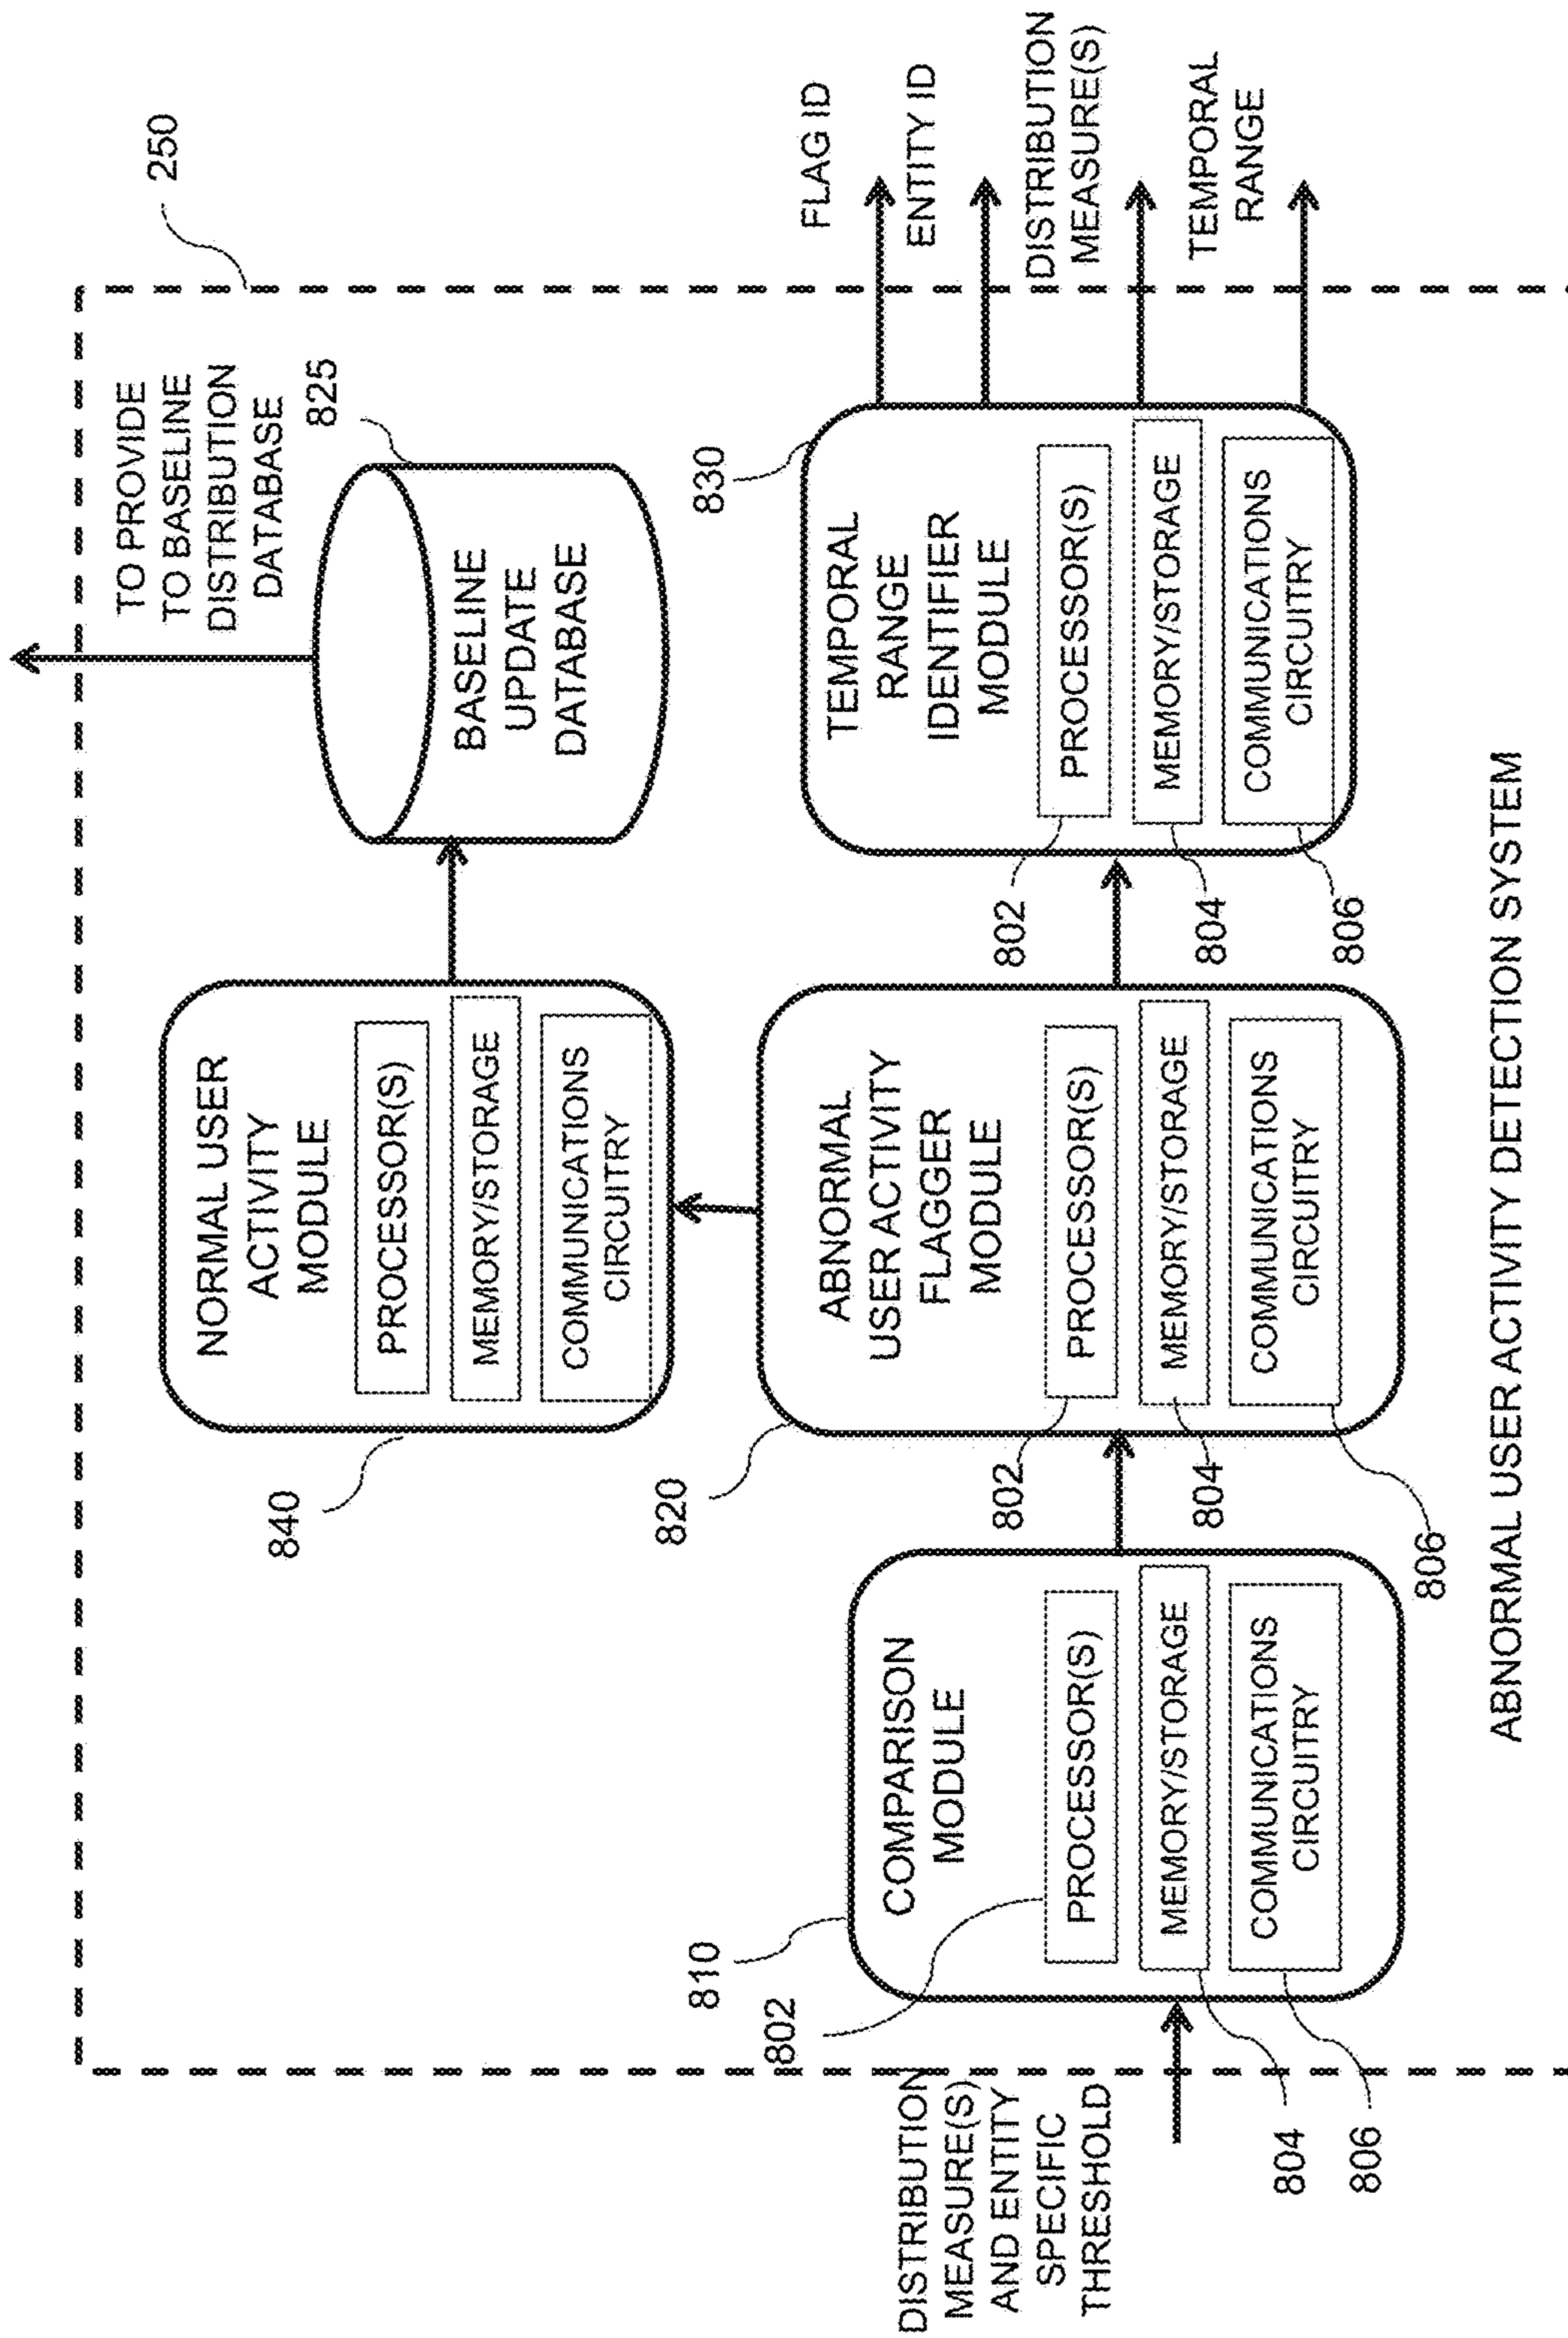 250
TO PROVIDE
TO BASELINE
DISTRIBUTION
DATABASE
825
BASELINE
UPDATE
DATABASE
840
NORMAL USER
ACTIVITY
MODULE
PROCESSOR(S)
MEMORY/STORAGE
COMMUNICATIONS
CIRCUITRY
DISTRIBUTION
MEASURE(S)
AND ENTITY
SPECIFIC
THRESHOLD
810
COMPARISON
MODULE
802
PROCESSOR(S)
804
MEMORY/STORAGE
806
COMMUNICATIONS
CIRCUITRY
820
ABNORMAL
USER ACTIVITY
FLAGGER
MODULE
802
PROCESSOR(S)
804
MEMORY/STORAGE
806
COMMUNICATIONS
CIRCUITRY
830
TEMPORAL
RANGE
IDENTIFIER
MODULE
802
PROCESSOR(S)
804
MEMORY/STORAGE
806
COMMUNICATIONS
CIRCUITRY
FLAG ID
ENTITY ID
DISTRIBUTION
MEASURE(S)
TEMPORAL
RANGE
ABNORMAL USER ACTIVITY DETECTION SYSTEM